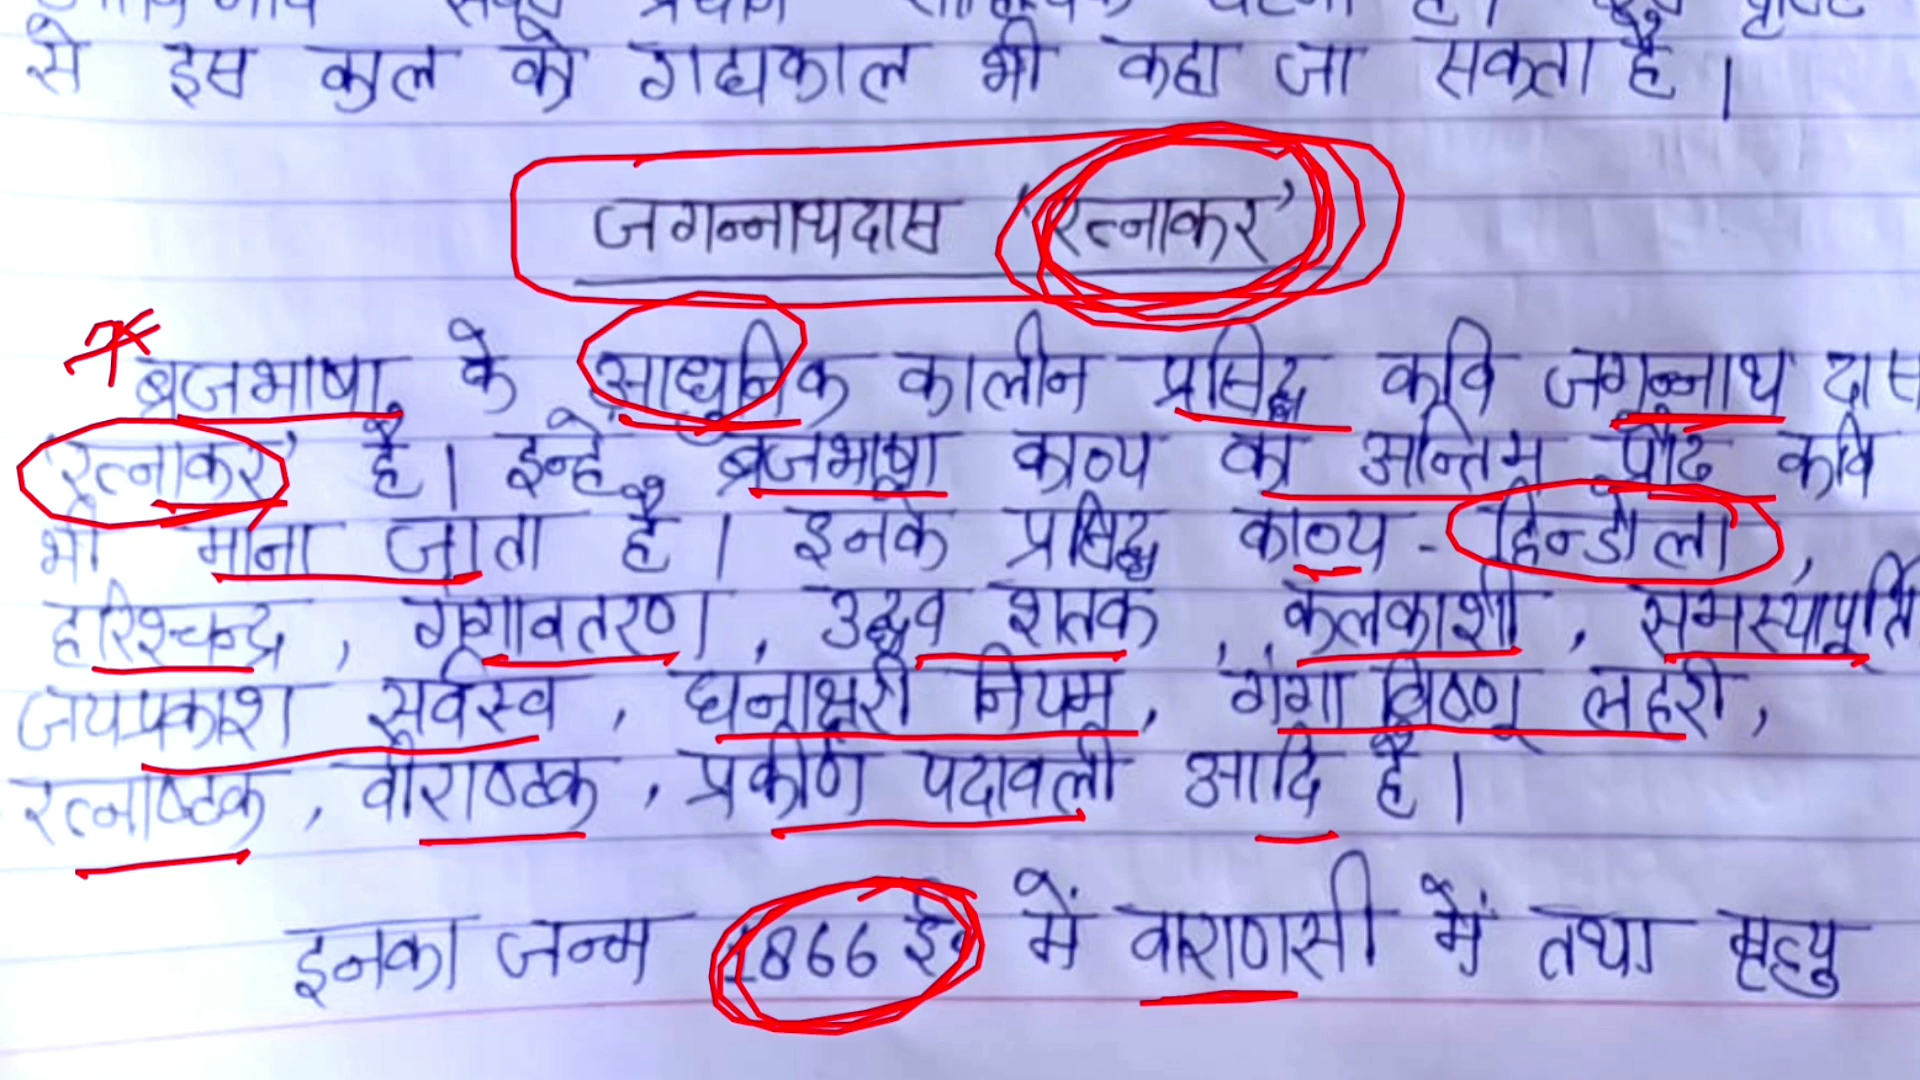 से इस कुल को गद्यकाल भी कहा जा सकता है।
जगन्नाथदास 'रत्नाकर'
ब्रजभाषा के आधुनिक कालीन प्रसिद्ध कवि जगन्नाथ दास
'रत्नाकर' है। इन्हे ब्रजभाषा काव्य का अन्तिम प्रौढ कवि
भी माना जाता है। इनके प्रसिद्ध काव्य - हिन्डोला,
हरिश्चन्द्र, गंगावतरण, उद्धव शतक, कलकाशी, समस्यापूर्ति
जयप्रकाश सर्वस्व, घनाक्षरी नियम, गंगा विष्णु लहरी,
रत्नाष्टक, वीराष्टक, प्रकीर्ण पदावली आदि है।
इनका जन्म 1866 ई० में वाराणसी में तथा मृत्यु